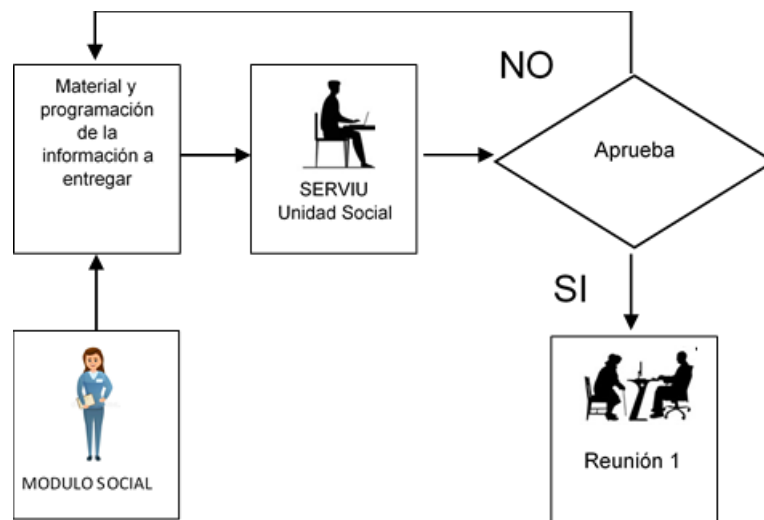 NO
Material y
programación
de la
información a
entregar
SERVIU
Unidad Social
Aprueba
SI
MODULO SOCIAL
Reunión 1